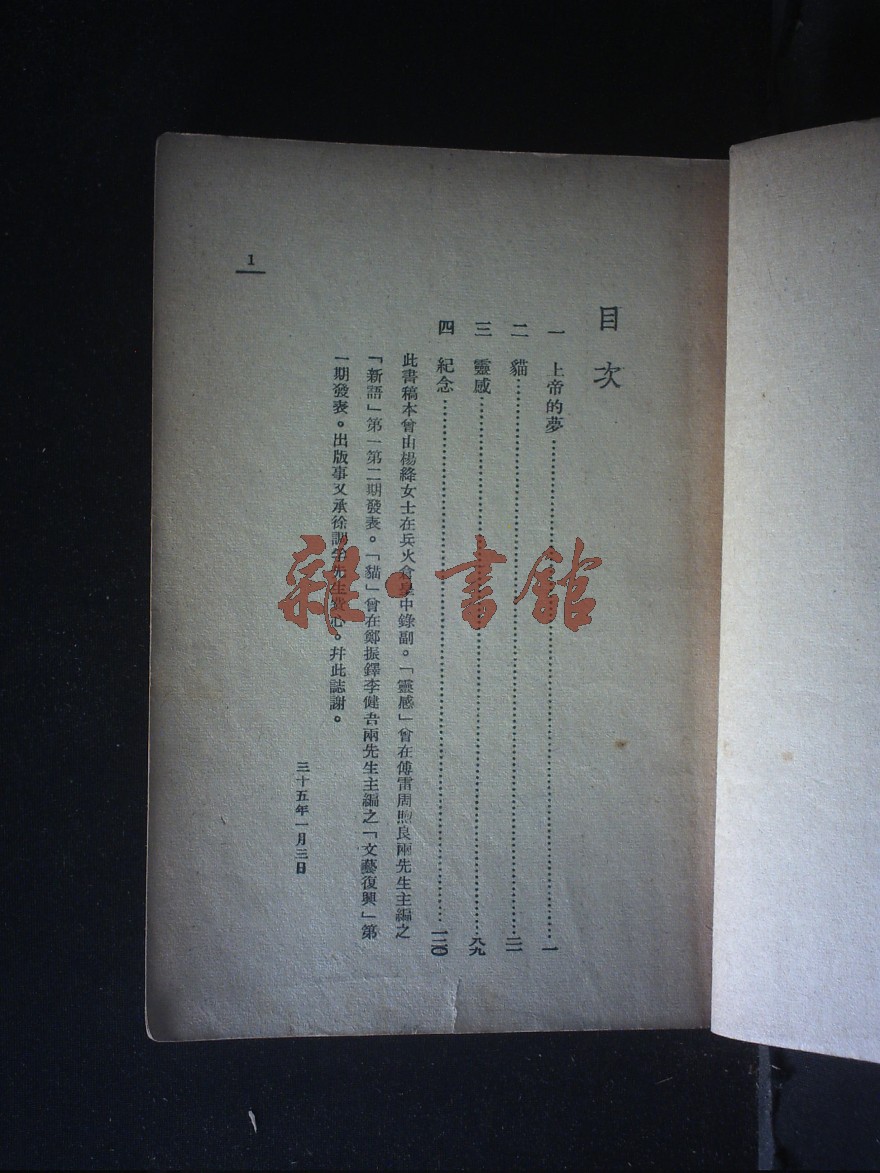 目次
一 上帝的夢……一
二 貓……二一
三 靈感……八九
四 紀念……一二〇
此書稿本曾由楊絳女士在兵火倉皇中錄副。「靈感」曾在傅雷周煦良兩先生主編之
「新語」第一第二期發表。「貓」曾在鄭振鐸李健吾兩先生主編之「文藝復興」第
一期發表。出版事又承徐調孚先生費心。幷此誌謝。
三十五年一月三日
1
雜·書館